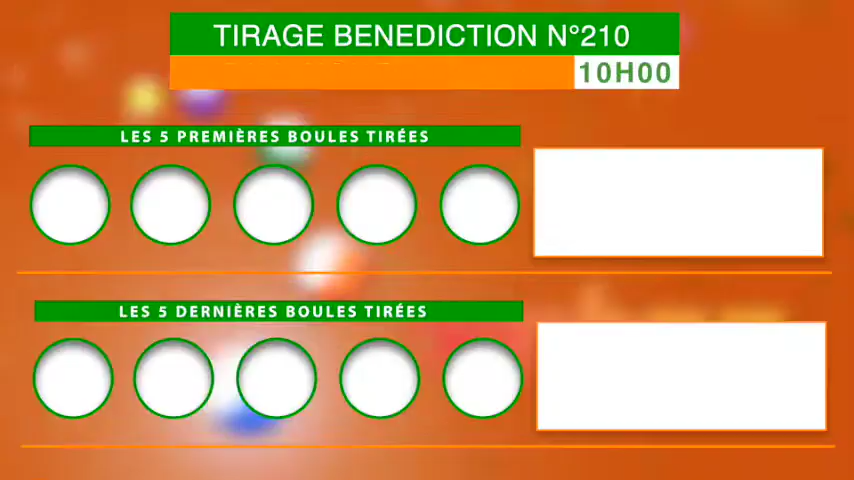 TIRAGE BENEDICTION N°210
10H00
LES 5 PREMIÈRES BOULES TIRÉES
LES 5 DERNIÈRES BOULES TIRÉES